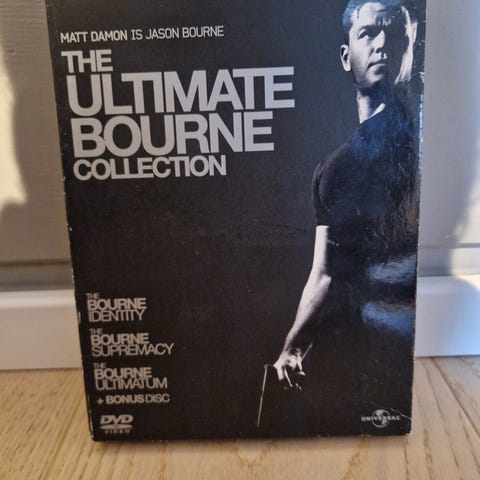 MATT DAMON IS JASON BOURNE
THE
ULTIMATE
BOURNE
COLLECTION
THE
BOURNE
IDENTITY
THE
BOURNE
SUPREMACY
THE
BOURNE
ULTIMATUM
+ BONUS DISC
DVD
VIDEO
UNIVERSAL